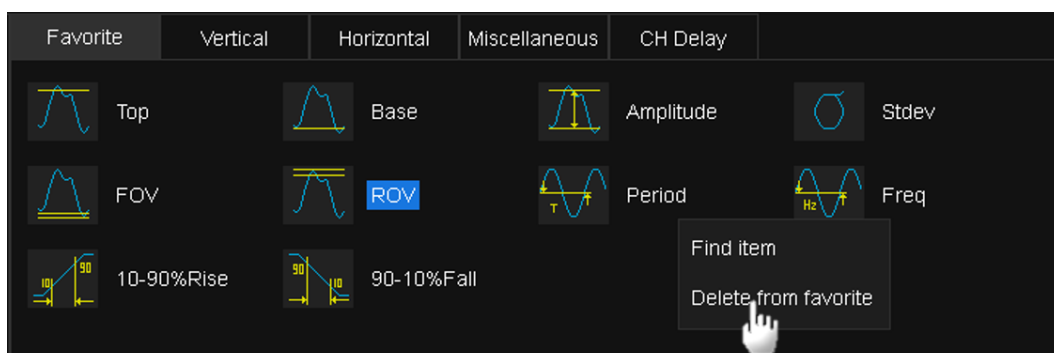 Favorite Vertical Horizontal Miscellaneous CH Delay
Top Base Amplitude Stdev
FOV ROV T Period Hz Freq
Find item
10 90 10-90%Rise 90 10 90-10%Fall
Delete from favorite